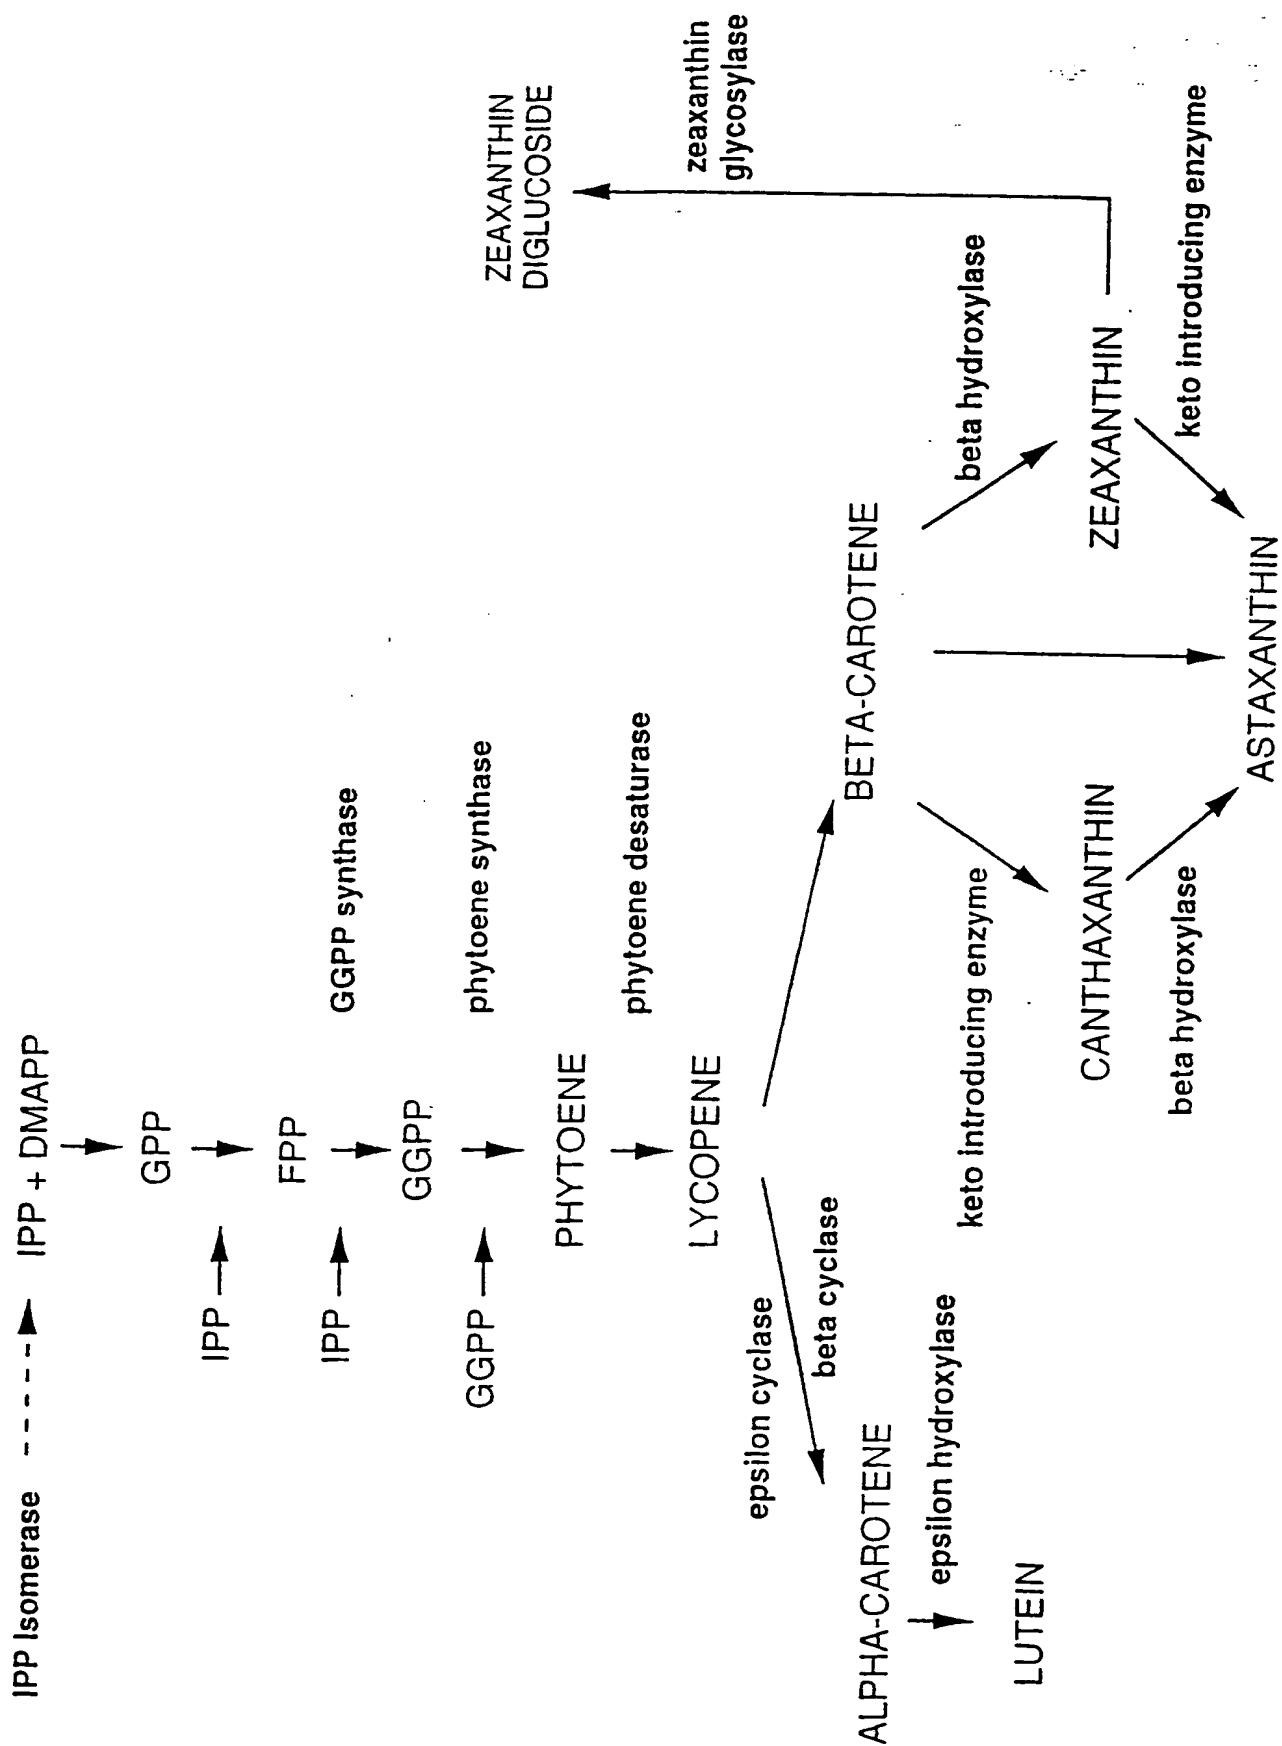 IPP Isomerase
IPP + DMAPP
GPP
IPP
FPP
IPP
GGPP synthase
GGPP
GGPP
phytoene synthase
PHYTOENE
phytoene desaturase
LYCOPENE
epsilon cyclase
beta cyclase
ALPHA-CAROTENE
epsilon hydroxylase
LUTEIN
BETA-CAROTENE
keto introducing enzyme
beta hydroxylase
CANTHAXANTHIN
ZEAXANTHIN
beta hydroxylase
keto introducing enzyme
ASTAXANTHIN
zeaxanthin
glycosylase
ZEAXANTHIN
DIGLUCOSIDE